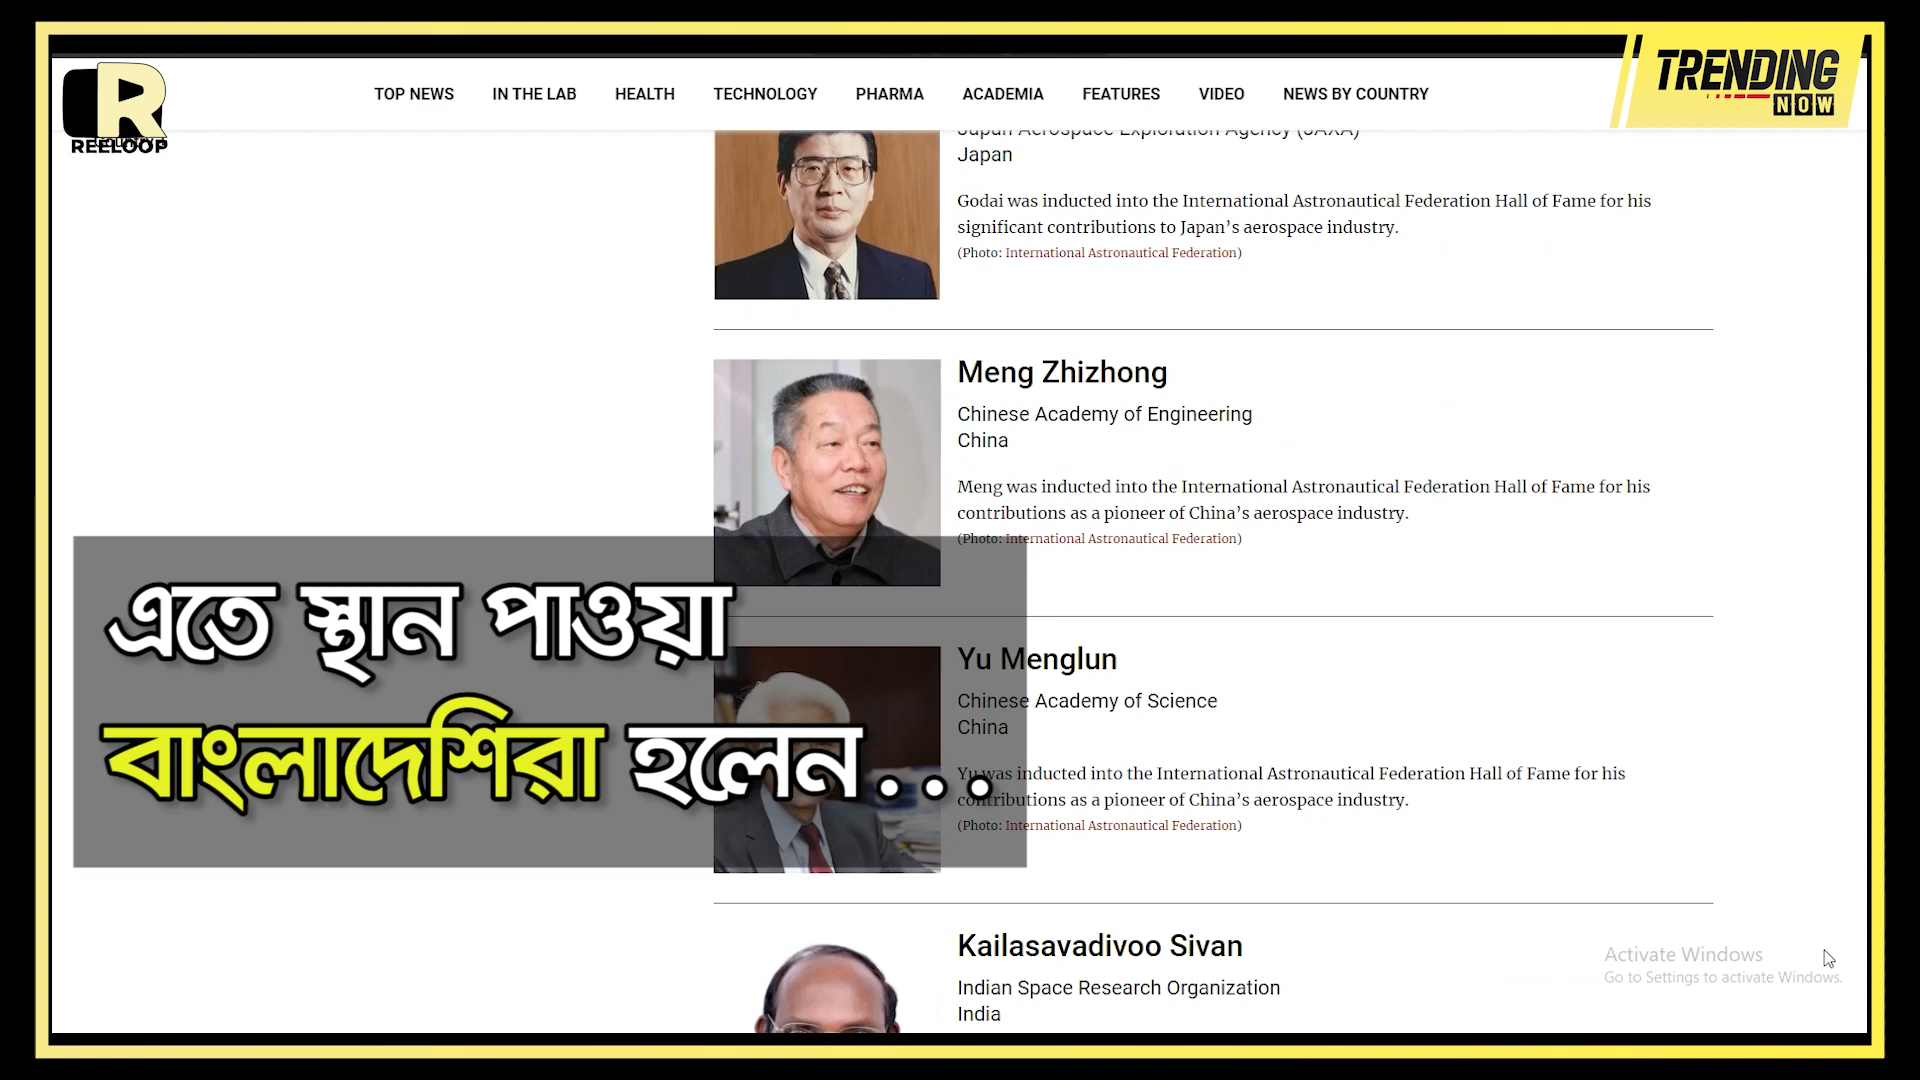 TRENDING
NOW
R
REELOOP
TOP NEWS IN THE LAB HEALTH TECHNOLOGY PHARMA ACADEMIA FEATURES VIDEO NEWS BY COUNTRY
Japan Aerospace Exploration Agency (JAXA)
Japan
Godai was inducted into the International Astronautical Federation Hall of Fame for his
significant contributions to Japan’s aerospace industry.
(Photo: International Astronautical Federation)
Meng Zhizhong
Chinese Academy of Engineering
China
Meng was inducted into the International Astronautical Federation Hall of Fame for his
contributions as a pioneer of China’s aerospace industry.
(Photo: International Astronautical Federation)
এতে স্থান পাওয়া
বাংলাদেশিরা হলেন...
Yu Menglun
Chinese Academy of Science
China
Yu was inducted into the International Astronautical Federation Hall of Fame for his
contributions as a pioneer of China’s aerospace industry.
(Photo: International Astronautical Federation)
Kailasavadivoo Sivan
Indian Space Research Organization
India
Activate Windows
Go to Settings to activate Windows.